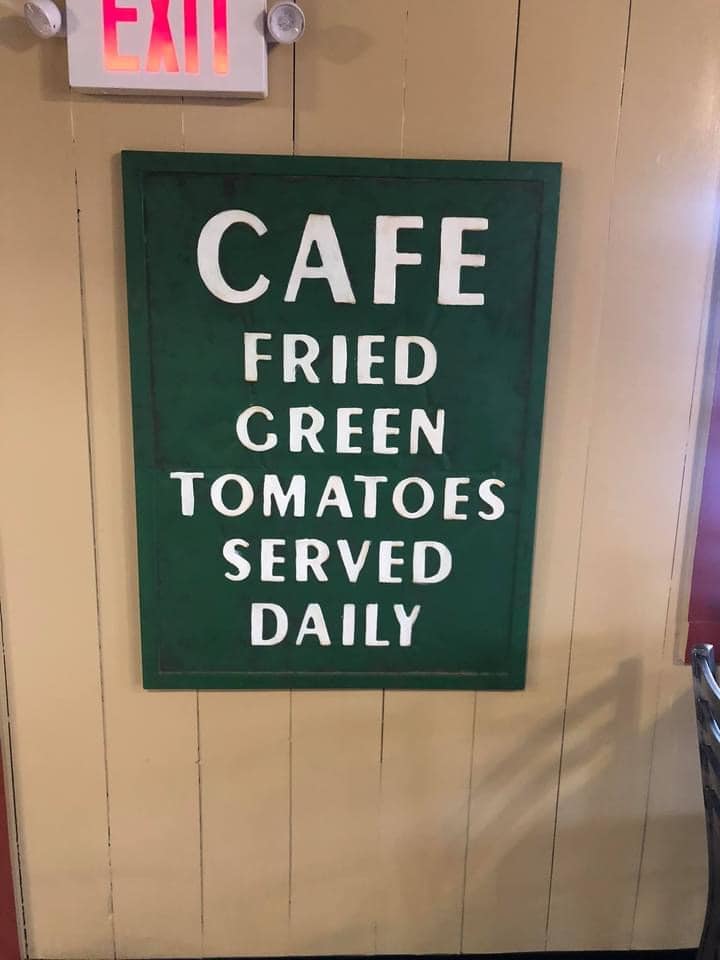 EXIT
CAFE
FRIED
GREEN
TOMATOES
SERVED
DAILY